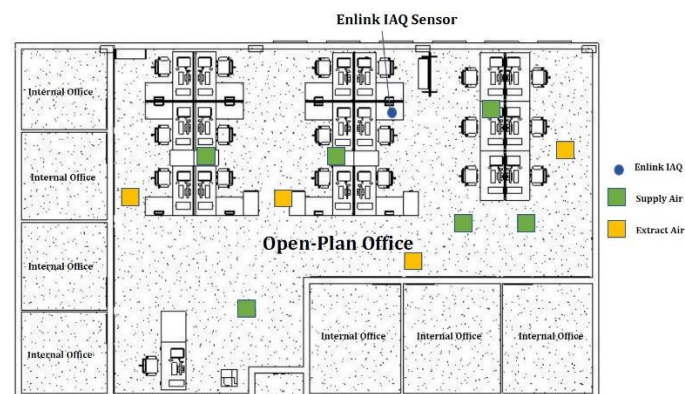 Enlink IAQ Sensor
Internal Office
Internal Office
Enlink IAQ
Supply Air
Extract Air
Open-Plan Office
Internal Office
Internal Office
Internal Office
Internal Office
Internal Office